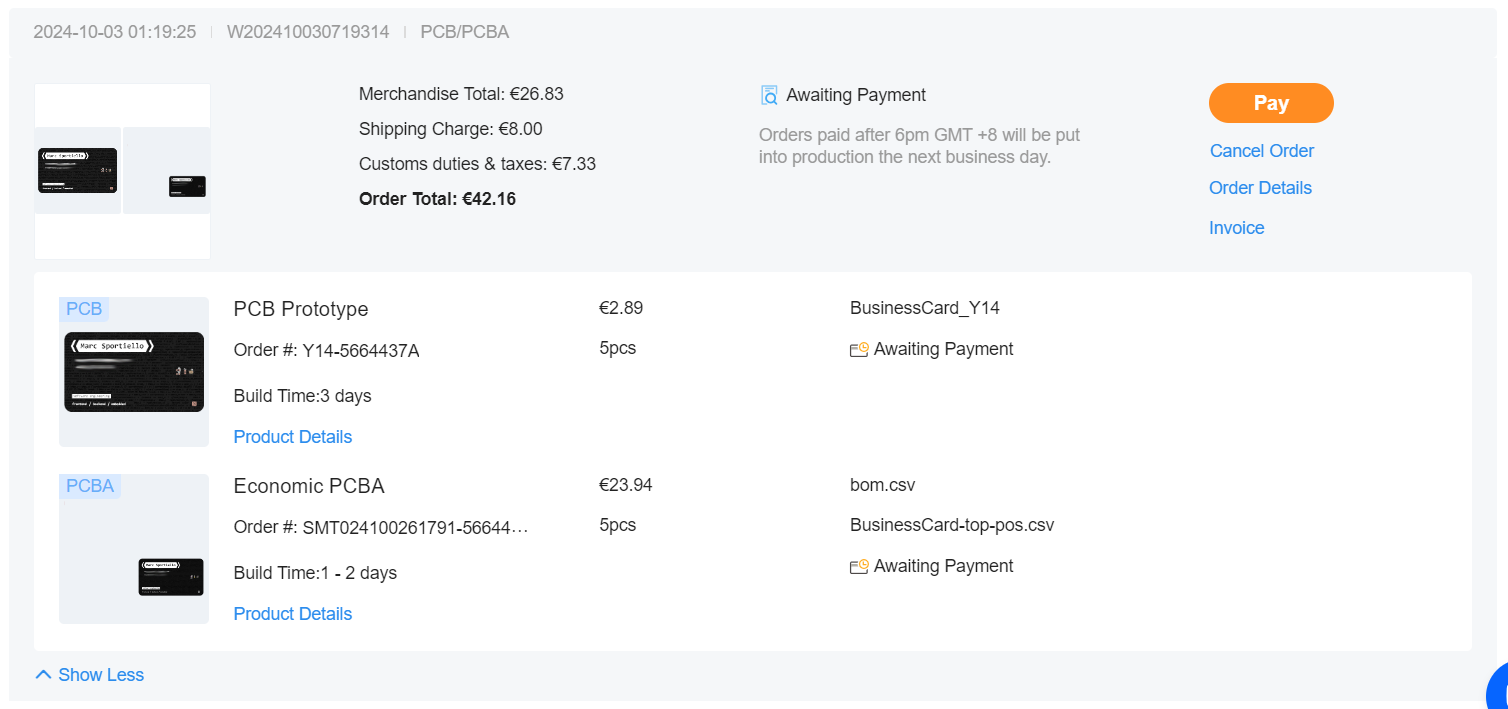 2024-10-03 01:19:25 | W202410030719314 | PCB/PCBA
Merchandise Total: €26.83
Shipping Charge: €8.00
Customs duties & taxes: €7.33
Order Total: €42.16
Awaiting Payment
Orders paid after 6pm GMT +8 will be put
into production the next business day.
Pay
Cancel Order
Order Details
Invoice
PCB
Marc Sportiello
PCB Prototype
€2.89
BusinessCard_Y14
Order #: Y14-5664437A
5pcs
Awaiting Payment
Build Time:3 days
Product Details
PCBA
Marc Sportiello
Economic PCBA
€23.94
bom.csv
Order #: SMT024100261791-56644…
5pcs
BusinessCard-top-pos.csv
Build Time:1 - 2 days
Awaiting Payment
Product Details
Show Less